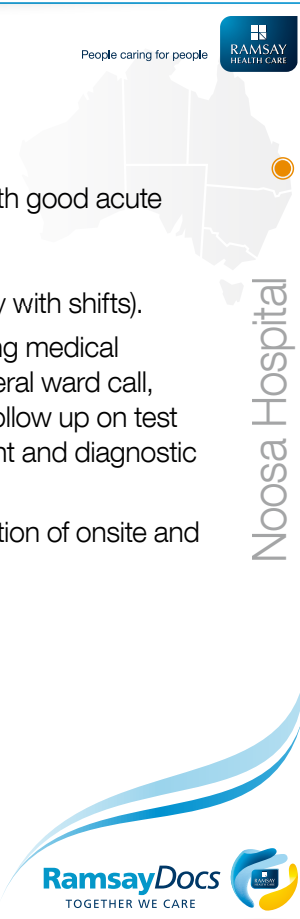 People caring for people
RAMSAY
HEALTH CARE
th good acute
y with shifts).
ng medical
eral ward call,
ollow up on test
nt and diagnostic
tion of onsite and
Noosa Hospital
RamsayDocs
TOGETHER WE CARE
RAMSAY